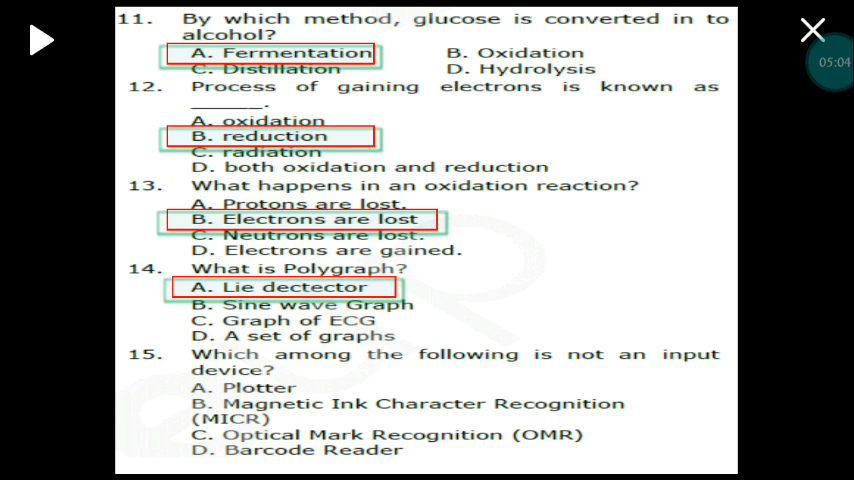 11. By which method, glucose is converted in to
alcohol?
A. Fermentation B. Oxidation
C. Distillation D. Hydrolysis
12. Process of gaining electrons is known as
______.
A. oxidation
B. reduction
C. radiation
D. both oxidation and reduction
13. What happens in an oxidation reaction?
A. Protons are lost.
B. Electrons are lost
C. Neutrons are lost.
D. Electrons are gained.
14. What is Polygraph?
A. Lie dectector
B. Sine wave Graph
C. Graph of ECG
D. A set of graphs
15. Which among the following is not an input
device?
A. Plotter
B. Magnetic Ink Character Recognition
(MICR)
C. Optical Mark Recognition (OMR)
D. Barcode Reader
05:04